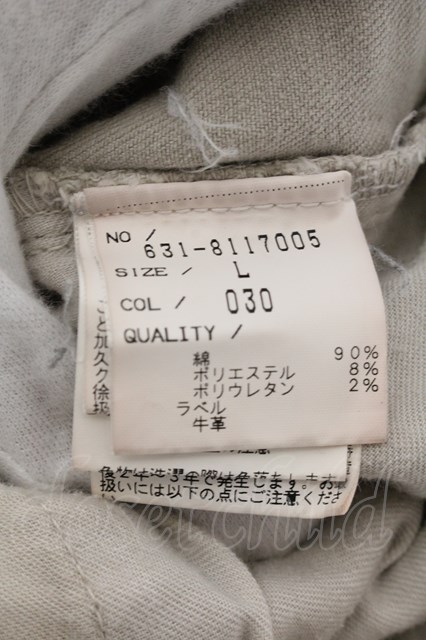 NO / 631-8117005
SIZE / L
COL / 030
QUALITY /
綿 90%
ポリエステル 8%
ポリウレタン 2%
ラベル
牛革
扱いには以下の点にご注意くださ